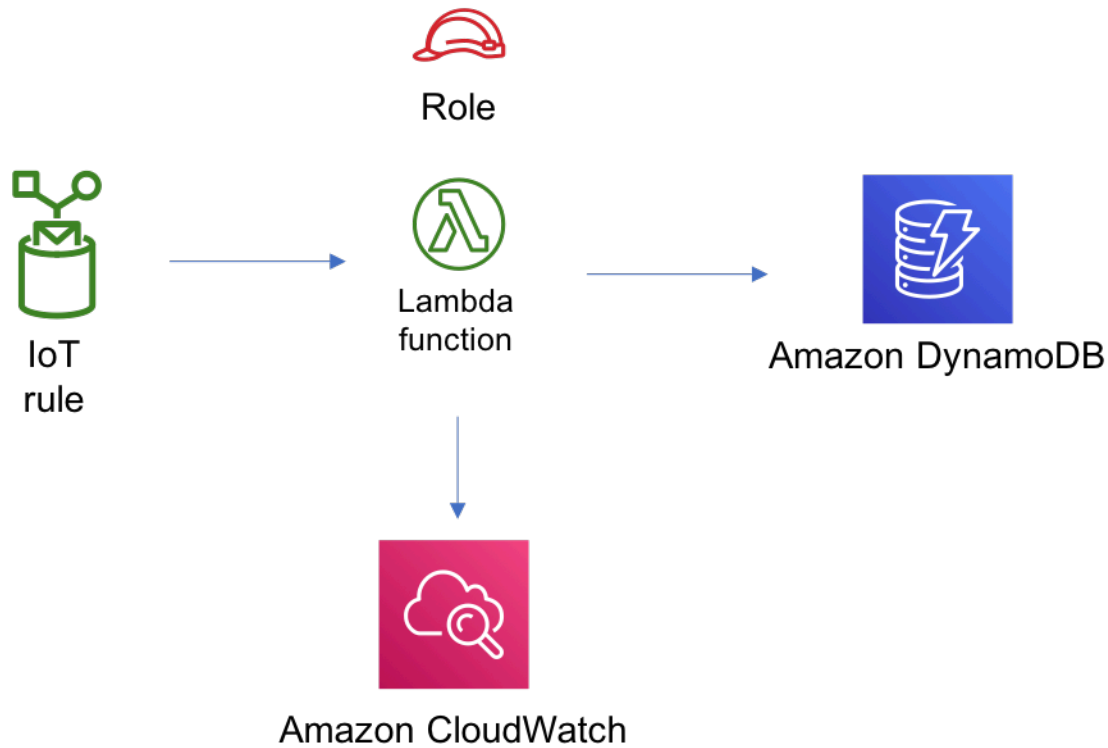 Role
IoT
rule
Lambda
function
Amazon DynamoDB
Amazon CloudWatch